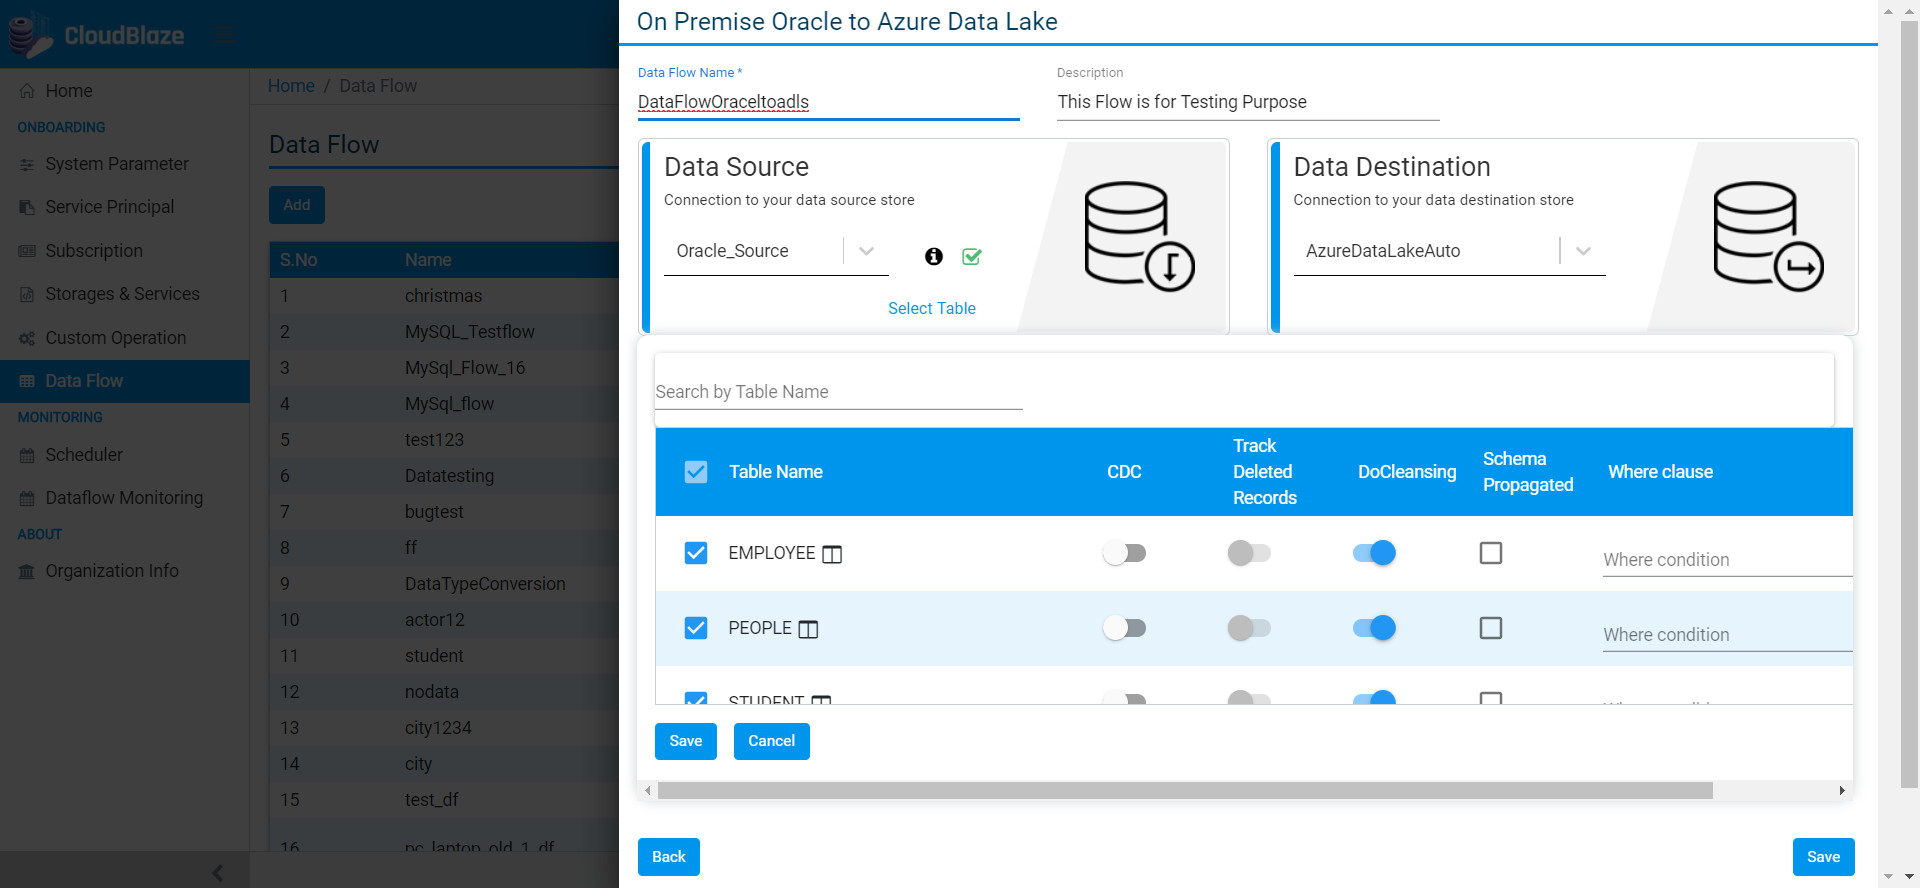 CloudBlaze
Home
ONBOARDING
System Parameter
Service Principal
Subscription
Storages & Services
Custom Operation
Data Flow
MONITORING
Scheduler
Dataflow Monitoring
ABOUT
Organization Info
Home / Data Flow
Data Flow
Add
S.No Name
1 christmas
2 MySQL_Testflow
3 MySql_Flow_16
4 MySql_flow
5 test123
6 Datatesting
7 bugtest
8 ff
9 DataTypeConversion
10 actor12
11 student
12 nodata
13 city1234
14 city
15 test_df
16 pc_laptop_old_1_df
On Premise Oracle to Azure Data Lake
Data Flow Name *
DataFlowOraceltoadls
Description
This Flow is for Testing Purpose
Data Source
Connection to your data source store
Oracle_Source
Select Table
Data Destination
Connection to your data destination store
AzureDataLakeAuto
Search by Table Name
Table Name CDC Track Deleted Records DoCleansing Schema Propagated Where clause
EMPLOYEE Where condition
PEOPLE Where condition
STUDENT Where condition
Save Cancel
Back Save